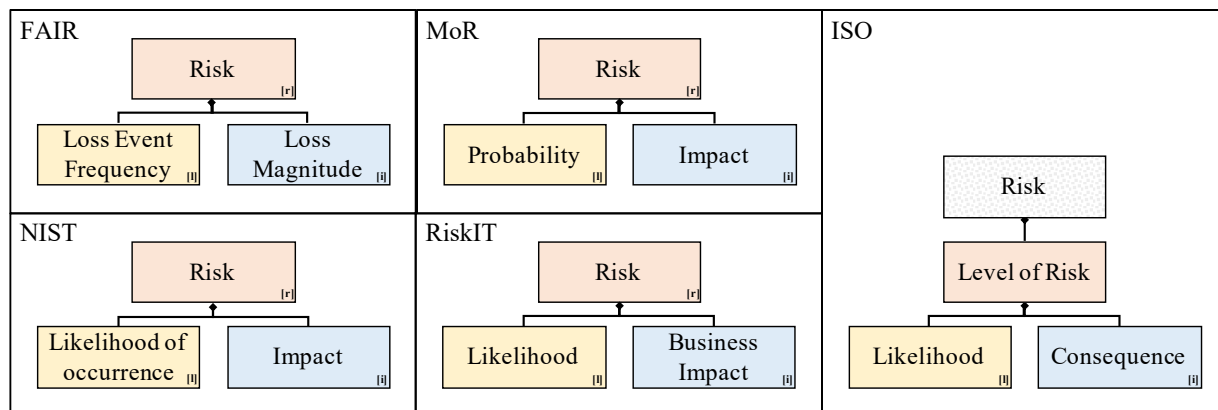 FAIR
Risk
[r]
Loss Event
Frequency
[l]
Loss
Magnitude
[i]
MoR
Risk
[r]
Probability
[l]
Impact
[i]
ISO
Risk
Level of Risk
Likelihood
[l]
Consequence
[i]
NIST
Risk
[r]
Likelihood of
occurrence
[l]
Impact
[i]
RiskIT
Risk
[r]
Likelihood
[l]
Business
Impact
[i]